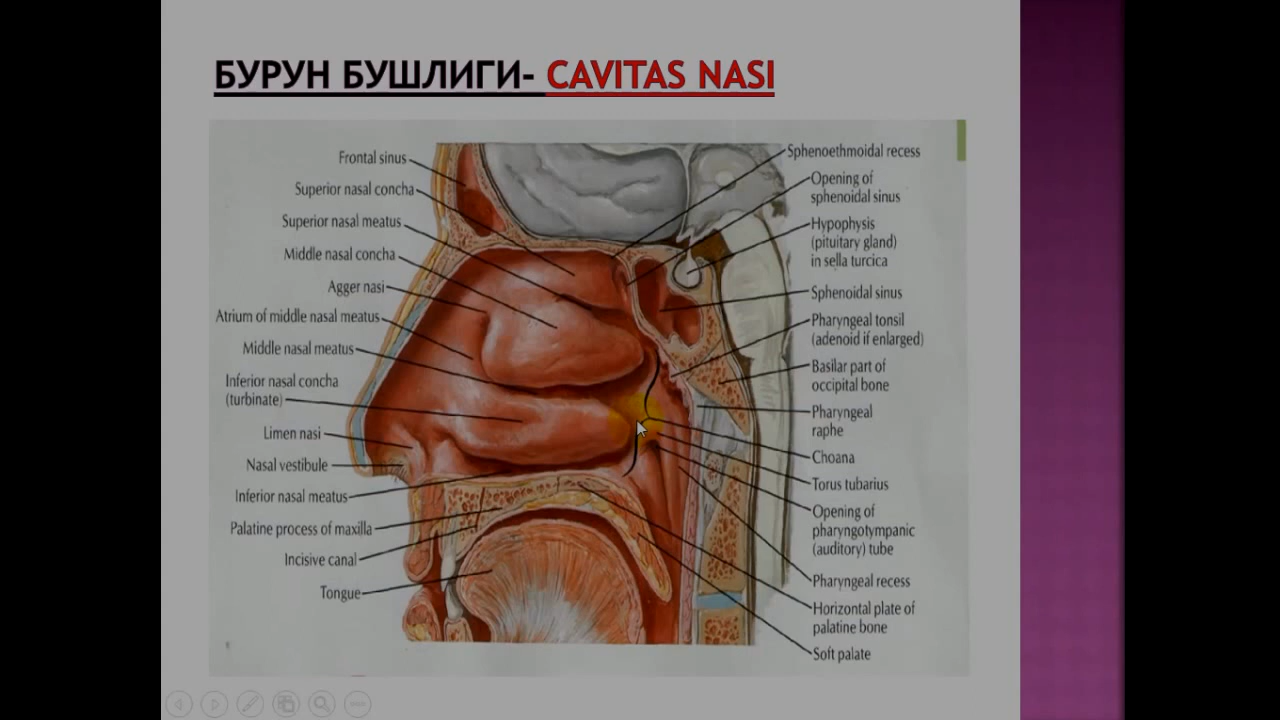 БУРУН БУШЛИГИ- CAVITAS NASI
Frontal sinus
Superior nasal concha
Superior nasal meatus
Middle nasal concha
Agger nasi
Atrium of middle nasal meatus
Middle nasal meatus
Inferior nasal concha
(turbinate)
Limen nasi
Nasal vestibule
Inferior nasal meatus
Palatine process of maxilla
Incisive canal
Tongue
Sphenoethmoidal recess
Opening of
sphenoidal sinus
Hypophysis
(pituitary gland)
in sella turcica
Sphenoidal sinus
Pharyngeal tonsil
(adenoid if enlarged)
Basilar part of
occipital bone
Pharyngeal
raphe
Choana
Torus tubarius
Opening of
pharyngotympanic
(auditory) tube
Pharyngeal recess
Horizontal plate of
palatine bone
Soft palate